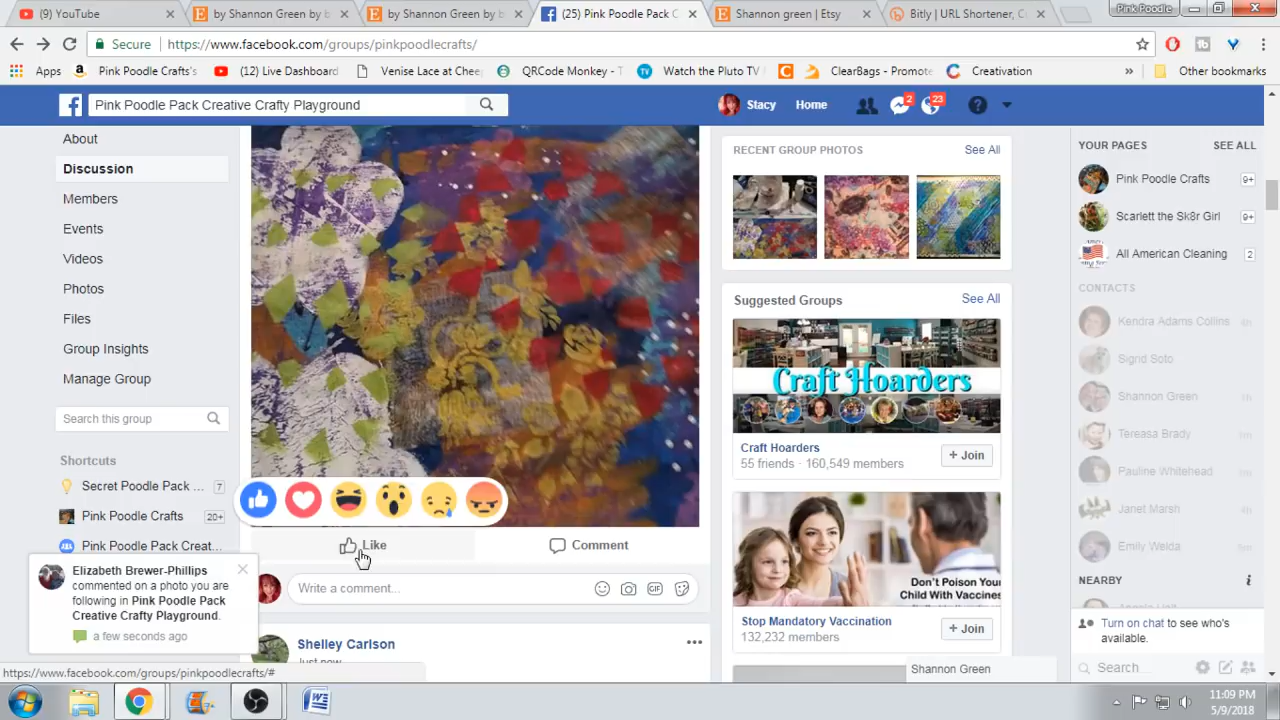 (9) YouTube
by Shannon Green by
by Shannon Green by b
(25) Pink Poodle Pack C
Shannon green | Etsy
Bitly | URL Shortener, C
Pink Poodle
Secure
https://www.facebook.com/groups/pinkpoodlecrafts/
Apps
Pink Poodle Crafts's
(12) Live Dashboard
Venise Lace at Cheep
QRCode Monkey - T
Watch the Pluto TV
ClearBags - Promote
Creativation
»
Other bookmarks
Pink Poodle Pack Creative Crafty Playground
Stacy
Home
2
23
About
Discussion
Members
Events
Videos
Photos
Files
Group Insights
Manage Group
Search this group
Shortcuts
Secret Poodle Pack ...
7
Pink Poodle Crafts
20+
Pink Poodle Pack Creat...
Elizabeth Brewer-Phillips
commented on a photo you are
following in Pink Poodle Pack
Creative Crafty Playground.
a few seconds ago
https://www.facebook.com/groups/pinkpoodlecrafts/#
Like
Comment
Write a comment...
GIF
Shelley Carlson
Just now
RECENT GROUP PHOTOS
See All
Suggested Groups
See All
Craft Hoarders
Craft Hoarders
55 friends · 160,549 members
+ Join
Don't Poison Your
Child With Vaccines
Stop Mandatory Vaccination
132,232 members
+ Join
Shannon Green
YOUR PAGES
SEE ALL
Pink Poodle Crafts
9+
Scarlett the Sk8r Girl
9+
All American Cleaning
2
CONTACTS
Kendra Adams Collins
Sigrid Soto
Shannon Green
Tereasa Brady
Pauline Whitehead
Janet Marsh
Emily Welda
NEARBY
Turn on chat to see who's
available.
Search...
11:09 PM
5/9/2018